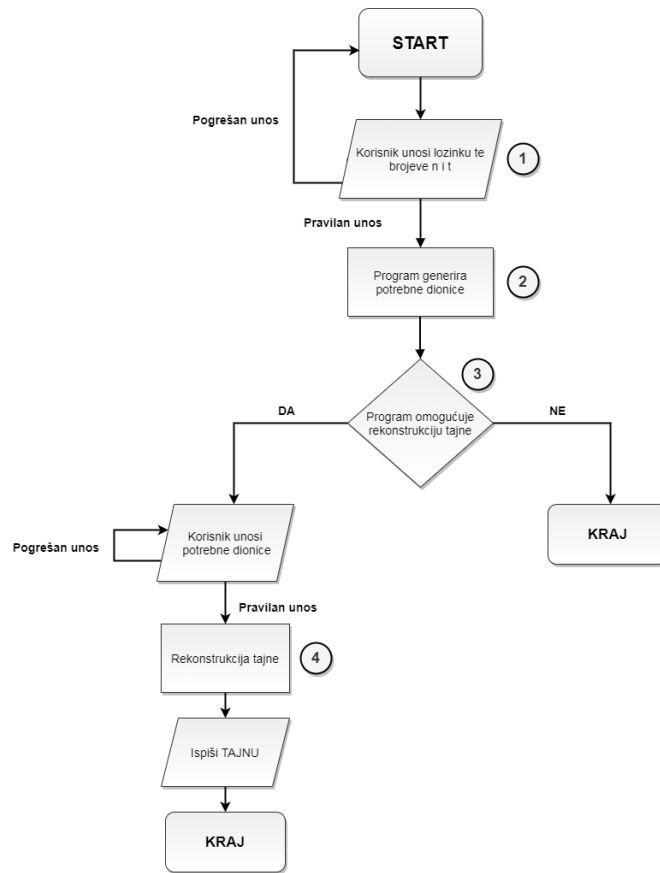 START
Pogrešan unos
Korisnik unosi lozinku te
brojeve n i t
1
Pravilan unos
Program generira
potrebne dionice
2
3
Program omogućuje
rekonstrukciju tajne
DA
NE
Korisnik unosi
potrebne dionice
KRAJ
Pogrešan unos
Pravilan unos
Rekonstrukcija tajne
4
Ispiši TAJNU
KRAJ